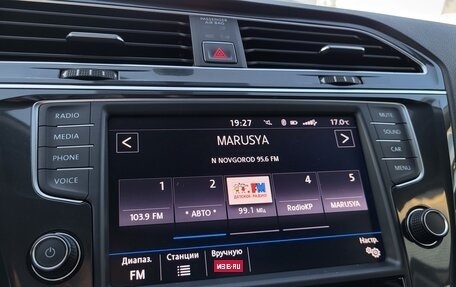 PASSENGER
AIR BAG
RADIO
MEDIA
PHONE
VOICE
MUTE
SOUND
CAR
MENU
19:27
17.0°C
<
MARUSYA
>
N NOVGOROD 95.6 FM
1
2
4
5
103.9 FM
* АВТО *
FM
ДЕТСКОЕ РАДИО
99.1 MHz
RadioKP
MARUSYA
Диапаз.
FM
Станции
Вручную
Настр.